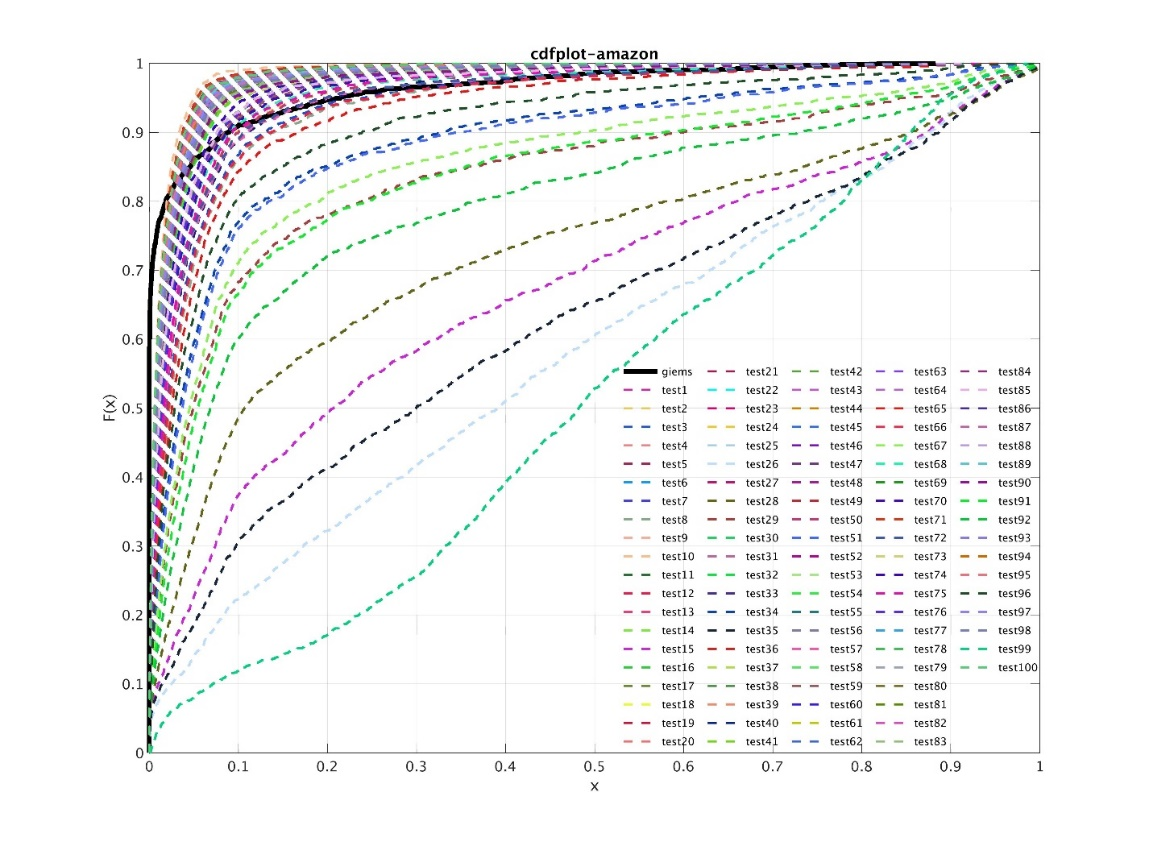 cdfplot-amazon
1
0.9
0.8
0.7
0.6
0.5
0.4
0.3
0.2
0.1
0
F(x)
giems test21 test42 test63 test84
test1 test22 test43 test64 test85
test2 test23 test44 test65 test86
test3 test24 test45 test66 test87
test4 test25 test46 test67 test88
test5 test26 test47 test68 test89
test6 test27 test48 test69 test90
test7 test28 test49 test70 test91
test8 test29 test50 test71 test92
test9 test30 test51 test72 test93
test10 test31 test52 test73 test94
test11 test32 test53 test74 test95
test12 test33 test54 test75 test96
test13 test34 test55 test76 test97
test14 test35 test56 test77 test98
test15 test36 test57 test78 test99
test16 test37 test58 test79 test100
test17 test38 test59 test80
test18 test39 test60 test81
test19 test40 test61 test82
test20 test41 test62 test83
0 0.1 0.2 0.3 0.4 0.5 0.6 0.7 0.8 0.9 1
x